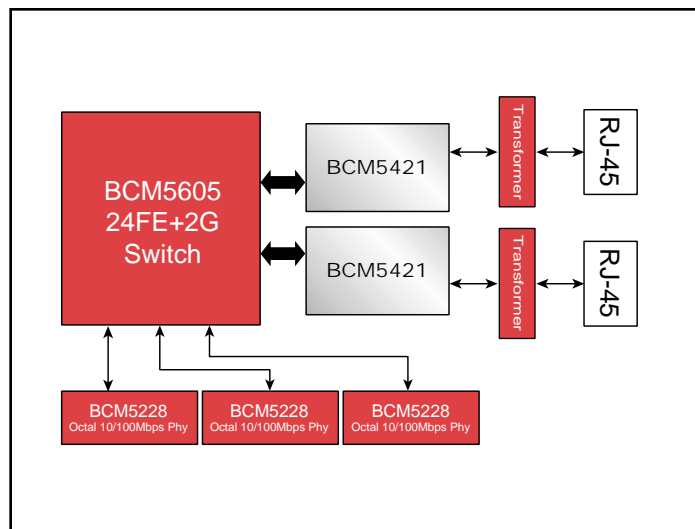 BCM5605
24FE+2G
Switch
BCM5421
Transformer
RJ-45
BCM5421
Transformer
RJ-45
BCM5228
Octal 10/100Mbps Phy
BCM5228
Octal 10/100Mbps Phy
BCM5228
Octal 10/100Mbps Phy